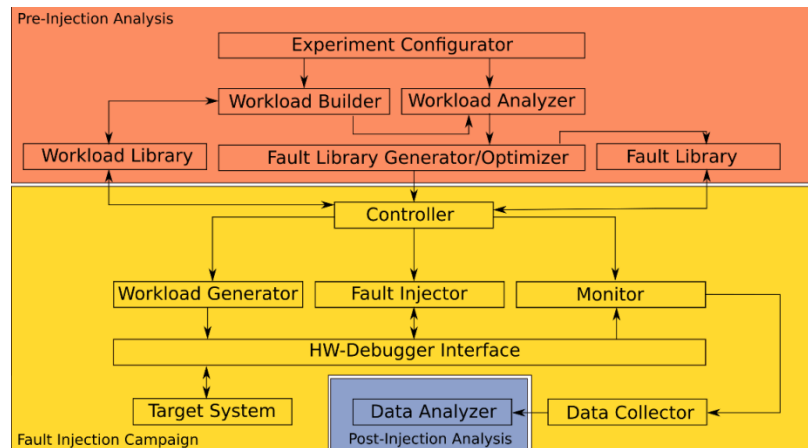 Pre-Injection Analysis
Experiment Configurator
Workload Builder
Workload Analyzer
Workload Library
Fault Library Generator/Optimizer
Fault Library
Controller
Workload Generator
Fault Injector
Monitor
HW-Debugger Interface
Target System
Data Analyzer
Data Collector
Fault Injection Campaign
Post-Injection Analysis